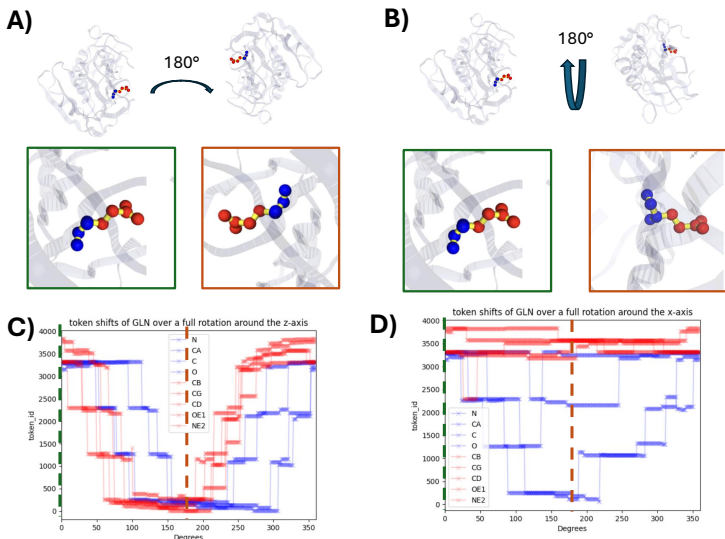 A)
180°
B)
180°
C)
token shifts of GLN over a full rotation around the z-axis
token_id
4000
3500
3000
2500
2000
1500
1000
500
0
N
CA
C
O
CB
CG
CD
OE1
NE2
0 50 100 150 200 250 300 350
Degrees
D)
token shifts of GLN over a full rotation around the x-axis
token_id
4000
3500
3000
2500
2000
1500
1000
500
0
N
CA
C
O
CB
CG
CD
OE1
NE2
0 50 100 150 200 250 300 350
Degrees